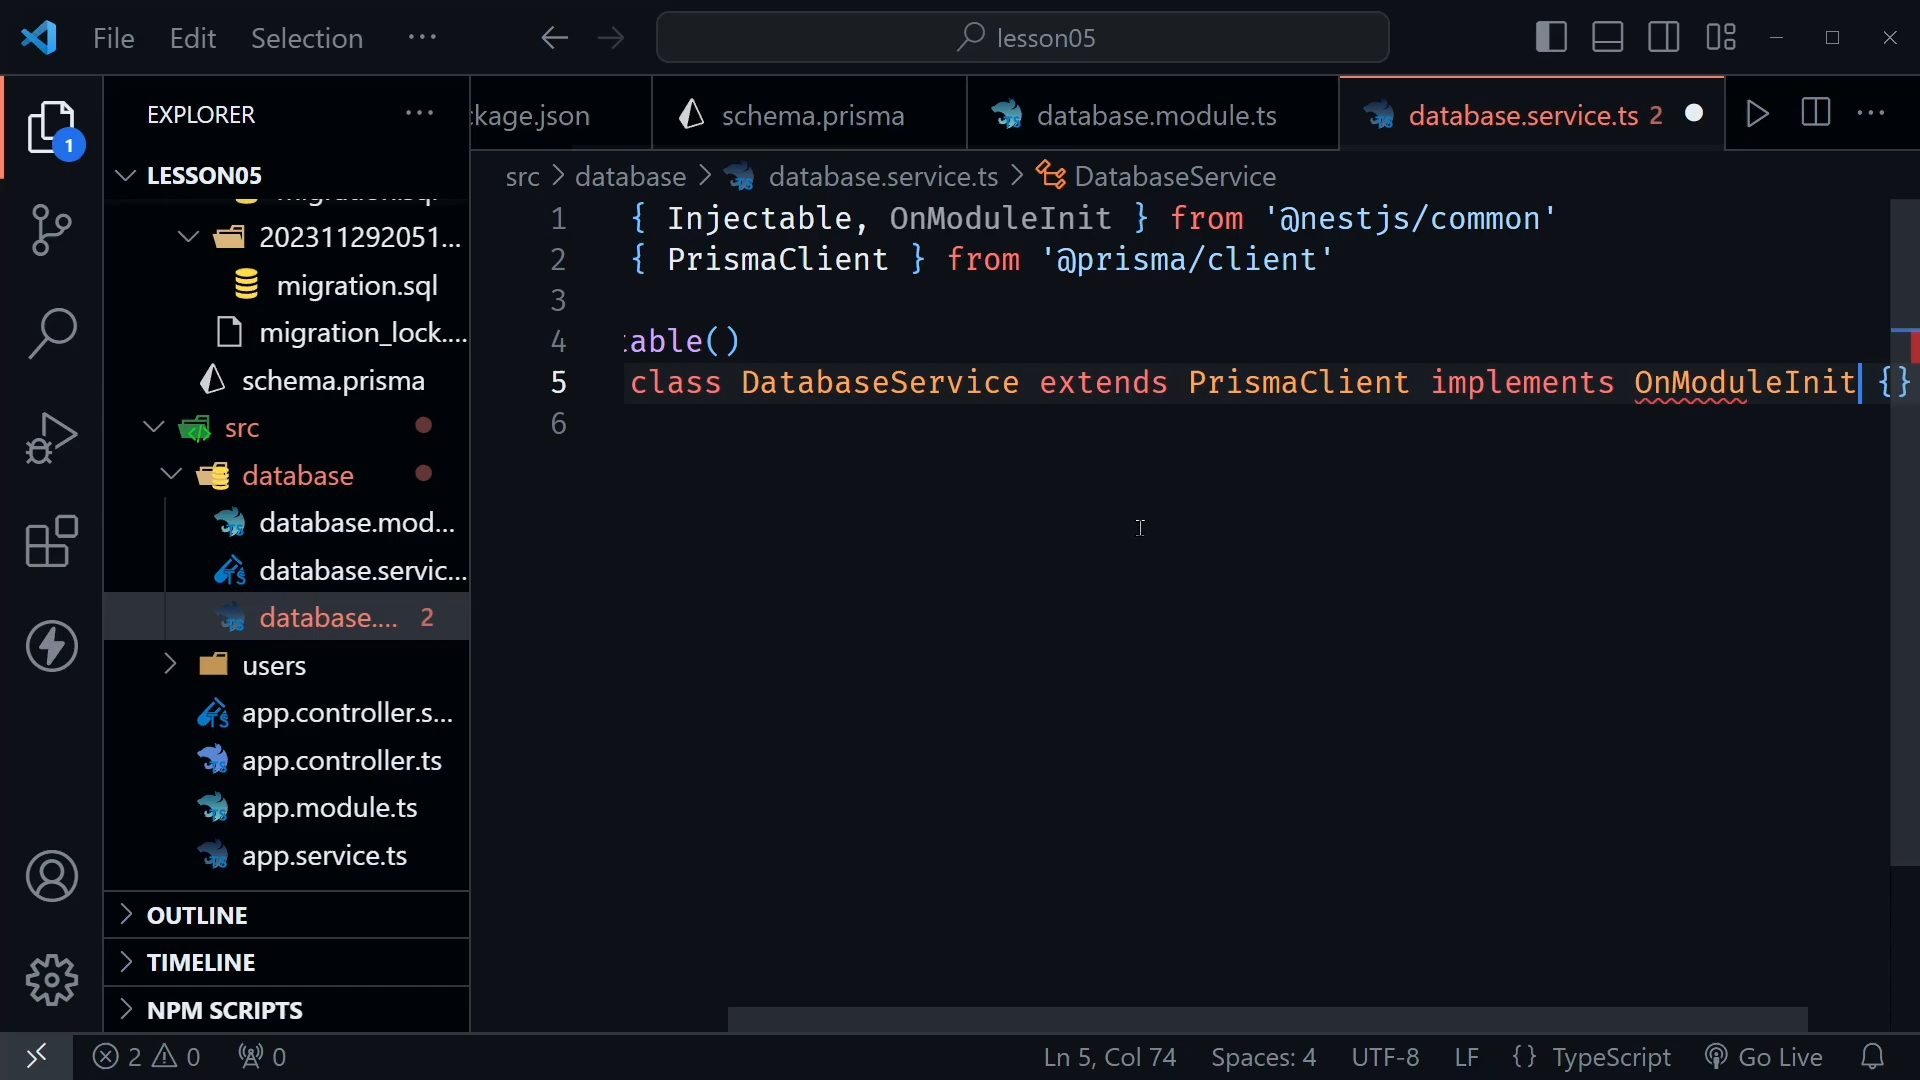 File Edit Selection ··· lesson05
EXPLORER ···
kage.json schema.prisma database.module.ts database.service.ts 2
1
LESSON05
src > database > database.service.ts > DatabaseService
202311292051...
migration.sql
migration_lock....
schema.prisma
src
database
database.mod...
database.servic...
database.... 2
users
app.controller.s...
app.controller.ts
app.module.ts
app.service.ts
OUTLINE
TIMELINE
NPM SCRIPTS
1 { Injectable, OnModuleInit } from '@nestjs/common'
2 { PrismaClient } from '@prisma/client'
3
4 able()
5 class DatabaseService extends PrismaClient implements OnModuleInit {}
6
2 0 0 Ln 5, Col 74 Spaces: 4 UTF-8 LF {} TypeScript Go Live